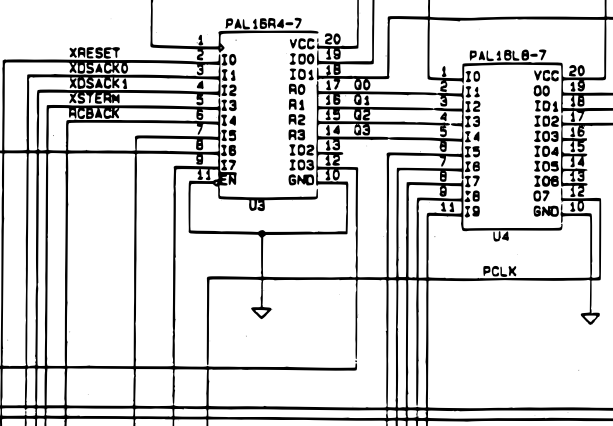 PAL16R4-7
1 VCC 20
XRESET 2 I0 IO0 19
XDSACK0 3 I1 IO1 18
XDSACK1 4 I2 R0 17 Q0
XSTERM 5 I3 R1 16 Q1
RCBACK 6 I4 R2 15 Q2
7 I5 R3 14 Q3
8 I6 IO2 13
9 I7 IO3 12
11 EN GND 10
U3
PAL16L8-7
1 I0 VCC 20
2 I1 O0 19
3 I2 IO1 18
4 I3 IO2 17
5 I4 IO3 16
6 I5 IO4 15
7 I6 IO5 14
8 I7 IO6 13
9 I8 O7 12
11 I9 GND 10
U4
PCLK